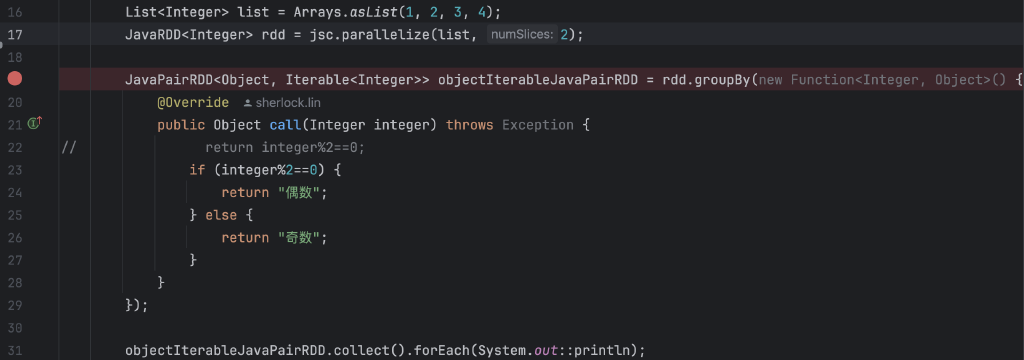 16 List<Integer> list = Arrays.asList(1, 2, 3, 4);
17 JavaRDD<Integer> rdd = jsc.parallelize(list, numSlices: 2);
18
JavaPairRDD<Object, Iterable<Integer>> objectIterableJavaPairRDD = rdd.groupBy(new Function<Integer, Object>() {
20 @Override sherlock.lin
21 public Object call(Integer integer) throws Exception {
22 // return integer%2==0;
23 if (integer%2==0) {
24 return "偶数";
25 } else {
26 return "奇数";
27 }
28 }
29 });
30
31 objectIterableJavaPairRDD.collect().forEach(System.out::println);